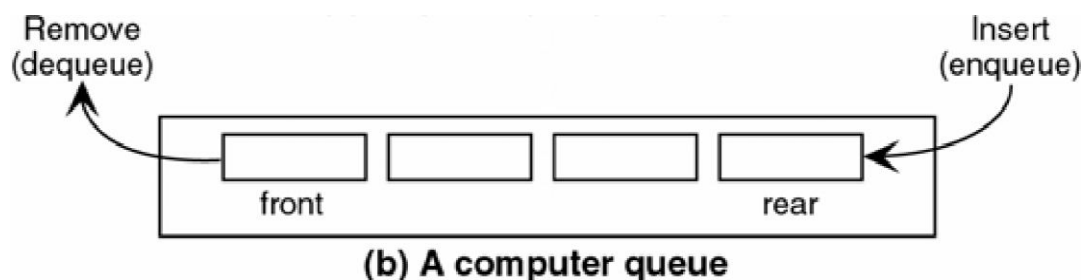 Remove
(dequeue)
Insert
(enqueue)
front
rear
(b) A computer queue